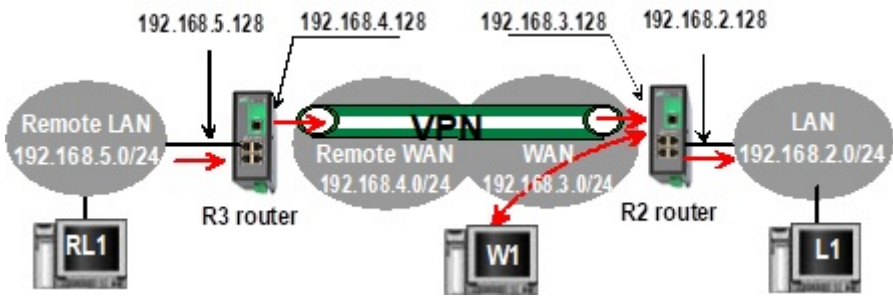 192.168.5.128
192.168.4.128
192.168.3.128
192.168.2.128
Remote LAN
192.168.5.0/24
VPN
Remote WAN
192.168.4.0/24
WAN
192.168.3.0/24
LAN
192.168.2.0/24
R3 router
R2 router
RL1
W1
L1